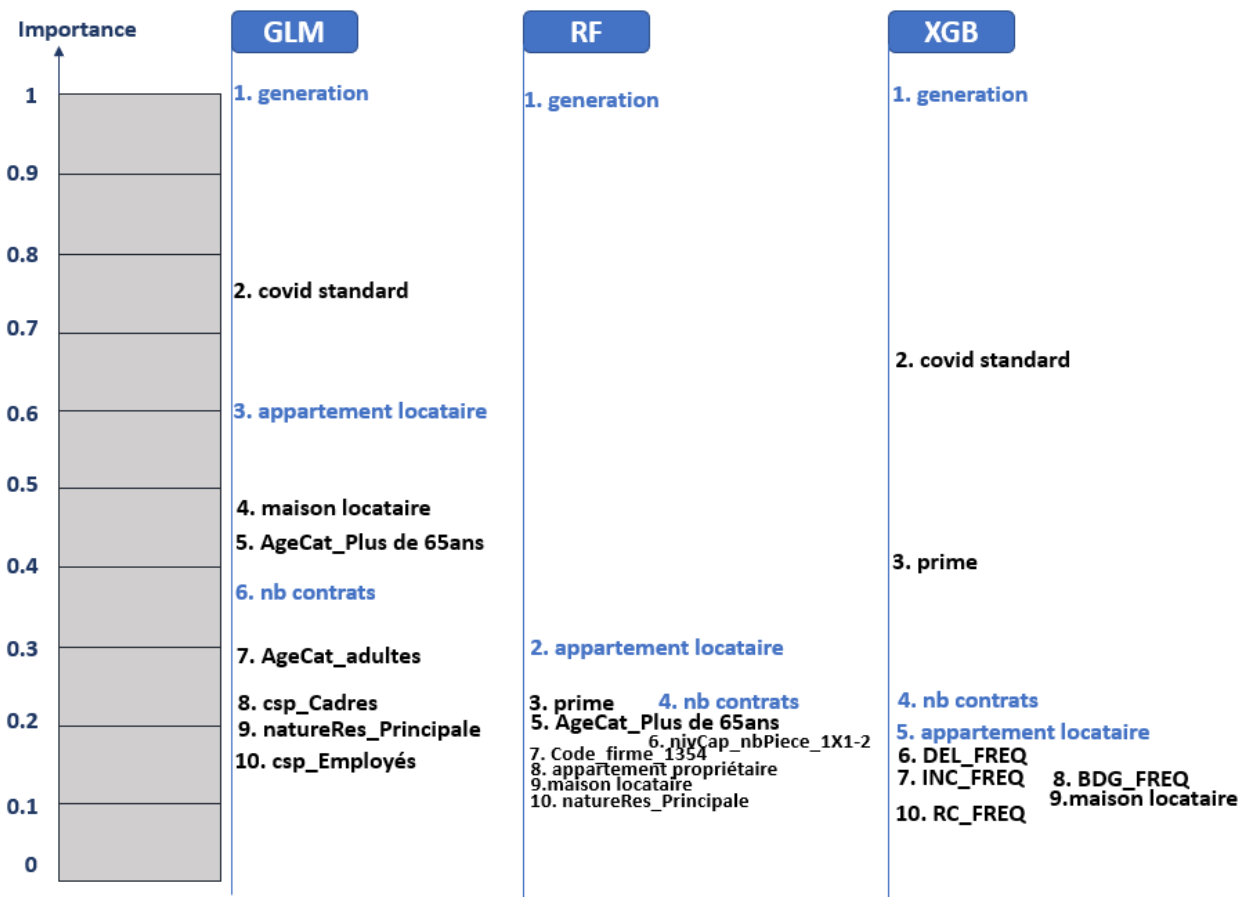 Importance
GLM
RF
XGB
1
0.9
0.8
0.7
0.6
0.5
0.4
0.3
0.2
0.1
0
1. generation
2. covid standard
3. appartement locataire
4. maison locataire
5. AgeCat_Plus de 65ans
6. nb contrats
7. AgeCat_adultes
8. csp_Cadres
9. natureRes_Principale
10. csp_Employés
1. generation
2. appartement locataire
3. prime
4. nb contrats
5. AgeCat_Plus de 65ans
6. nivCap_nbPiece_1X1-2
7. Code_firme_1354
8. appartement propriétaire
9.maison locataire
10. natureRes_Principale
1. generation
2. covid standard
3. prime
4. nb contrats
5. appartement locataire
6. DEL_FREQ
7. INC_FREQ
8. BDG_FREQ
9.maison locataire
10. RC_FREQ